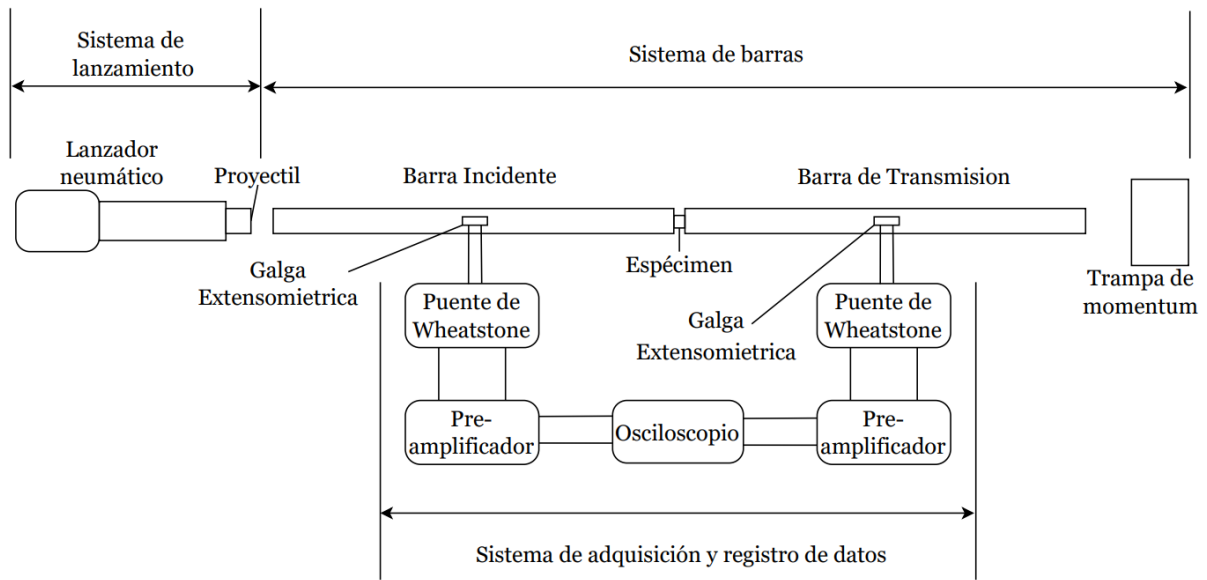 Sistema de
lanzamiento
Sistema de barras
Lanzador
neumático
Proyectil
Barra Incidente
Barra de Transmision
Galga
Extensomietrica
Espécimen
Trampa de
momentum
Puente de
Wheatstone
Galga
Extensomietrica
Puente de
Wheatstone
Pre-
amplificador
Osciloscopio
Pre-
amplificador
Sistema de adquisición y registro de datos